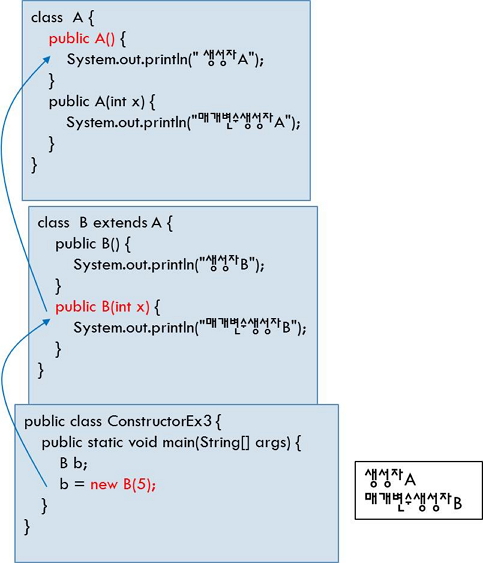 class A {
public A() {
System.out.println(" 생성자A");
}
public A(int x) {
System.out.println("매개변수생성자A");
}
}
class B extends A {
public B() {
System.out.println("생성자B");
}
public B(int x) {
System.out.println("매개변수생성자B");
}
}
public class ConstructorEx3 {
public static void main(String[] args) {
B b;
b = new B(5);
}
}
생성자A
매개변수생성자B